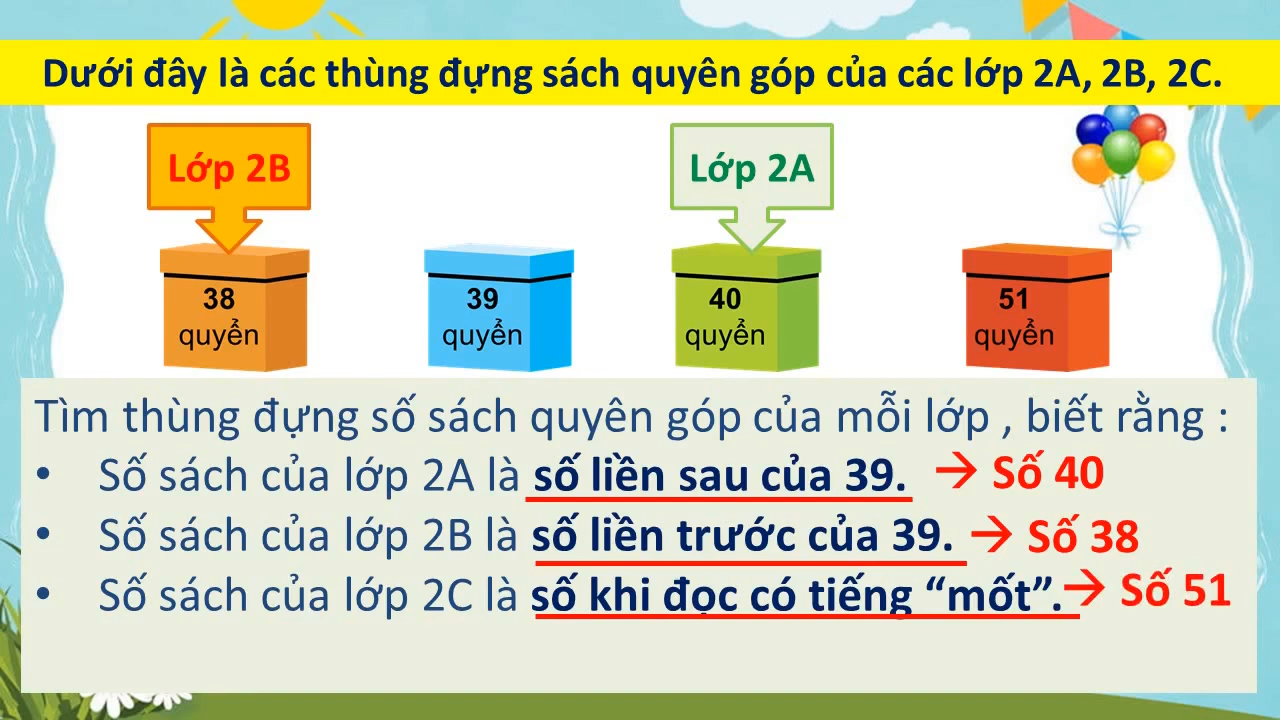 Dưới đây là các thùng đựng sách quyên góp của các lớp 2A, 2B, 2C.
Lớp 2B
Lớp 2A
38
quyển
39
quyển
40
quyển
51
quyển
Tìm thùng đựng số sách quyên góp của mỗi lớp , biết rằng :
• Số sách của lớp 2A là số liền sau của 39. → Số 40
• Số sách của lớp 2B là số liền trước của 39. → Số 38
• Số sách của lớp 2C là số khi đọc có tiếng “mốt”. → Số 51